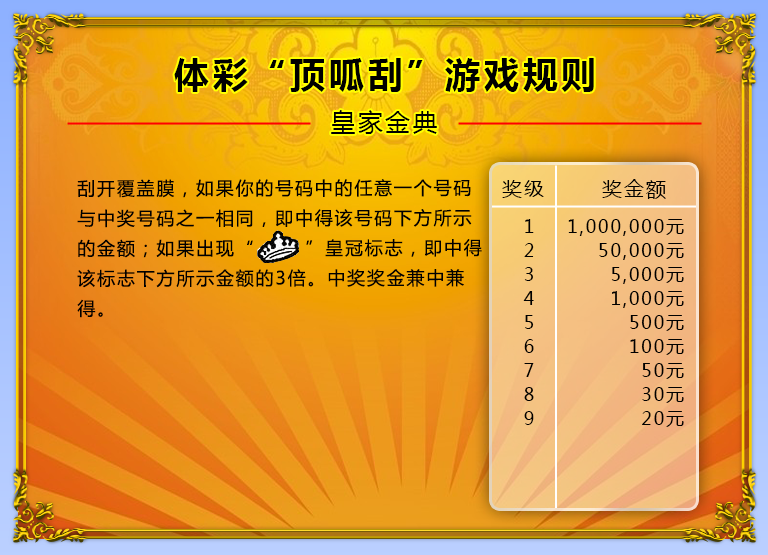 体彩“顶呱刮”游戏规则
皇家金典
刮开覆盖膜，如果你的号码中的任意一个号码
与中奖号码之一相同，即中得该号码下方所示
的金额；如果出现“ ”皇冠标志，即中得
该标志下方所示金额的3倍。中奖奖金兼中兼
得。
奖级 奖金额
1 1,000,000元
2 50,000元
3 5,000元
4 1,000元
5 500元
6 100元
7 50元
8 30元
9 20元